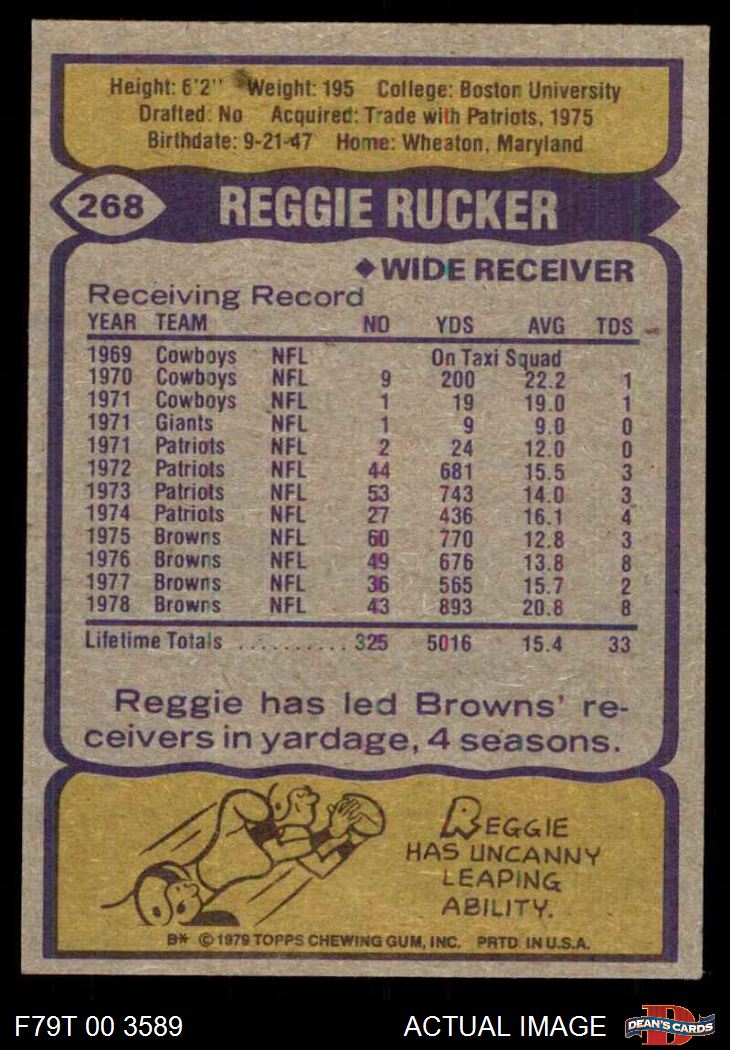 Height: 6'2'' Weight: 195 College: Boston University
Drafted: No Acquired: Trade with Patriots, 1975
Birthdate: 9-21-47 Home: Wheaton, Maryland
268 REGGIE RUCKER
◆WIDE RECEIVER
Receiving Record
YEAR TEAM NO YDS AVG TDS
1969 Cowboys NFL On Taxi Squad
1970 Cowboys NFL 9 200 22.2 1
1971 Cowboys NFL 1 19 19.0 1
1971 Giants NFL 1 9 9.0 0
1971 Patriots NFL 2 24 12.0 0
1972 Patriots NFL 44 681 15.5 3
1973 Patriots NFL 53 743 14.0 3
1974 Patriots NFL 27 436 16.1 4
1975 Browns NFL 60 770 12.8 3
1976 Browns NFL 49 676 13.8 8
1977 Browns NFL 36 565 15.7 2
1978 Browns NFL 43 893 20.8 8
Lifetime Totals .......... 325 5016 15.4 33
Reggie has led Browns' re-
ceivers in yardage, 4 seasons.
REGGIE
HAS UNCANNY
LEAPING
ABILITY.
B* © 1979 TOPPS CHEWING GUM, INC. PRTD. IN U.S.A.
F79T 00 3589 ACTUAL IMAGE D DEAN'S CARDS